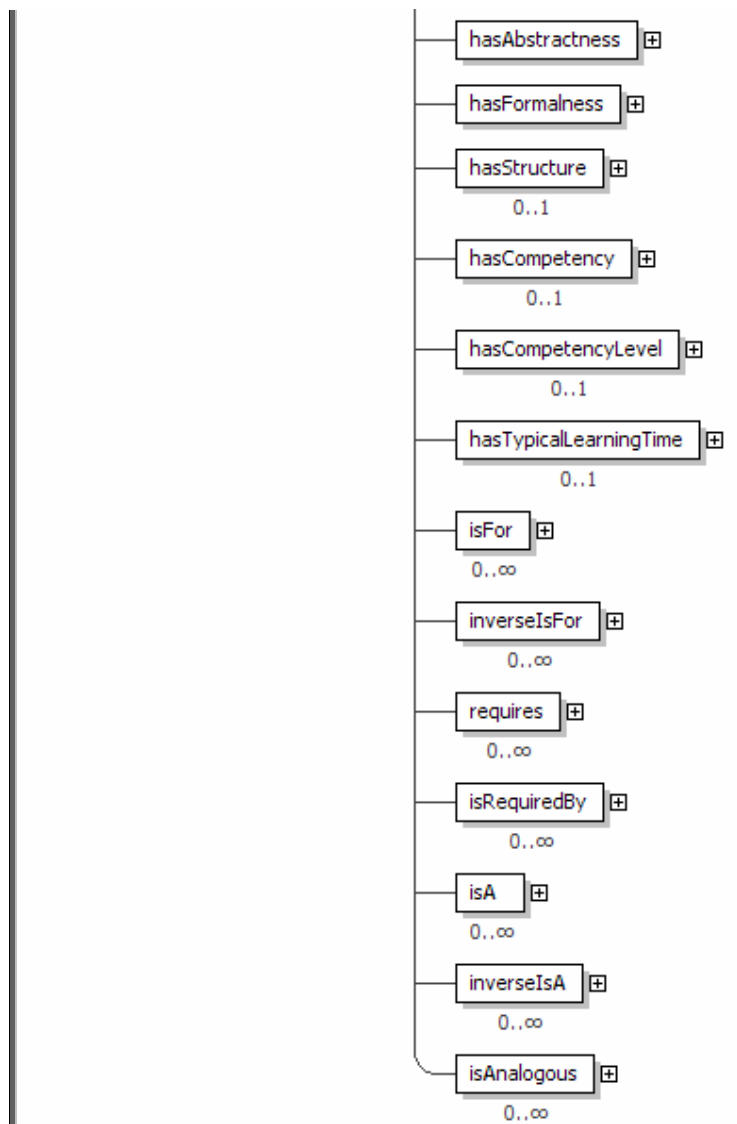 hasAbstractness
hasFormalness
hasStructure
0..1
hasCompetency
0..1
hasCompetencyLevel
0..1
hasTypicalLearningTime
0..1
isFor
0..∞
inverseIsFor
0..∞
requires
0..∞
isRequiredBy
0..∞
isA
0..∞
inverseIsA
0..∞
isAnalogous
0..∞